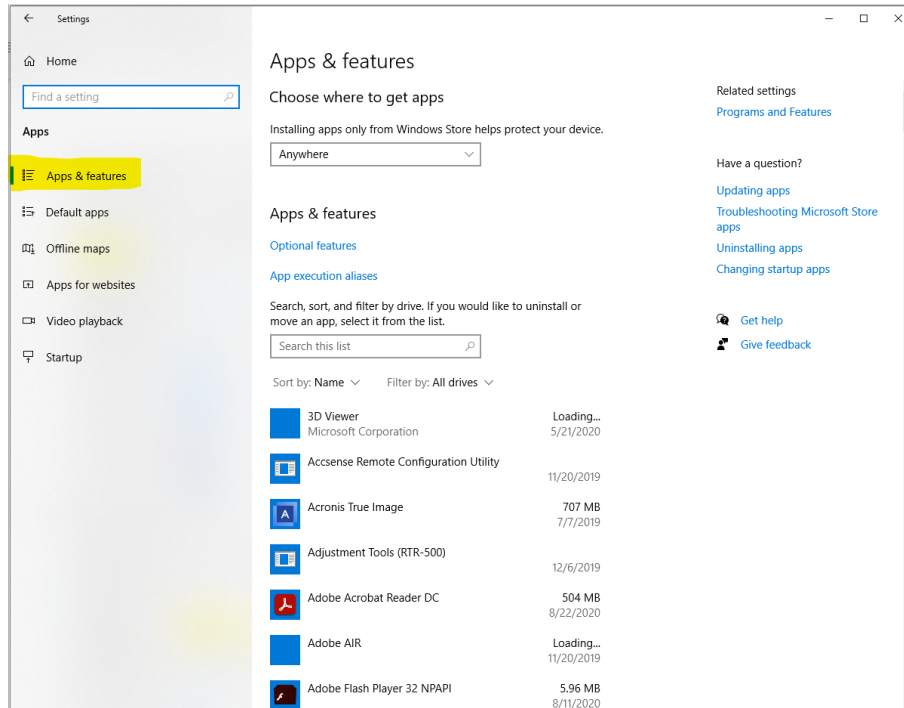 Settings
Home
Find a setting
Apps
Apps & features
Default apps
Offline maps
Apps for websites
Video playback
Startup
Apps & features
Choose where to get apps
Installing apps only from Windows Store helps protect your device.
Anywhere
Apps & features
Optional features
App execution aliases
Search, sort, and filter by drive. If you would like to uninstall or
move an app, select it from the list.
Search this list
Sort by: Name Filter by: All drives
3D Viewer Loading...
Microsoft Corporation 5/21/2020
Accsense Remote Configuration Utility
11/20/2019
Acronis True Image 707 MB
7/7/2019
Adjustment Tools (RTR-500)
12/6/2019
Adobe Acrobat Reader DC 504 MB
8/22/2020
Adobe AIR Loading...
11/20/2019
Adobe Flash Player 32 NPAPI 5.96 MB
8/11/2020
Related settings
Programs and Features
Have a question?
Updating apps
Troubleshooting Microsoft Store
apps
Uninstalling apps
Changing startup apps
Get help
Give feedback